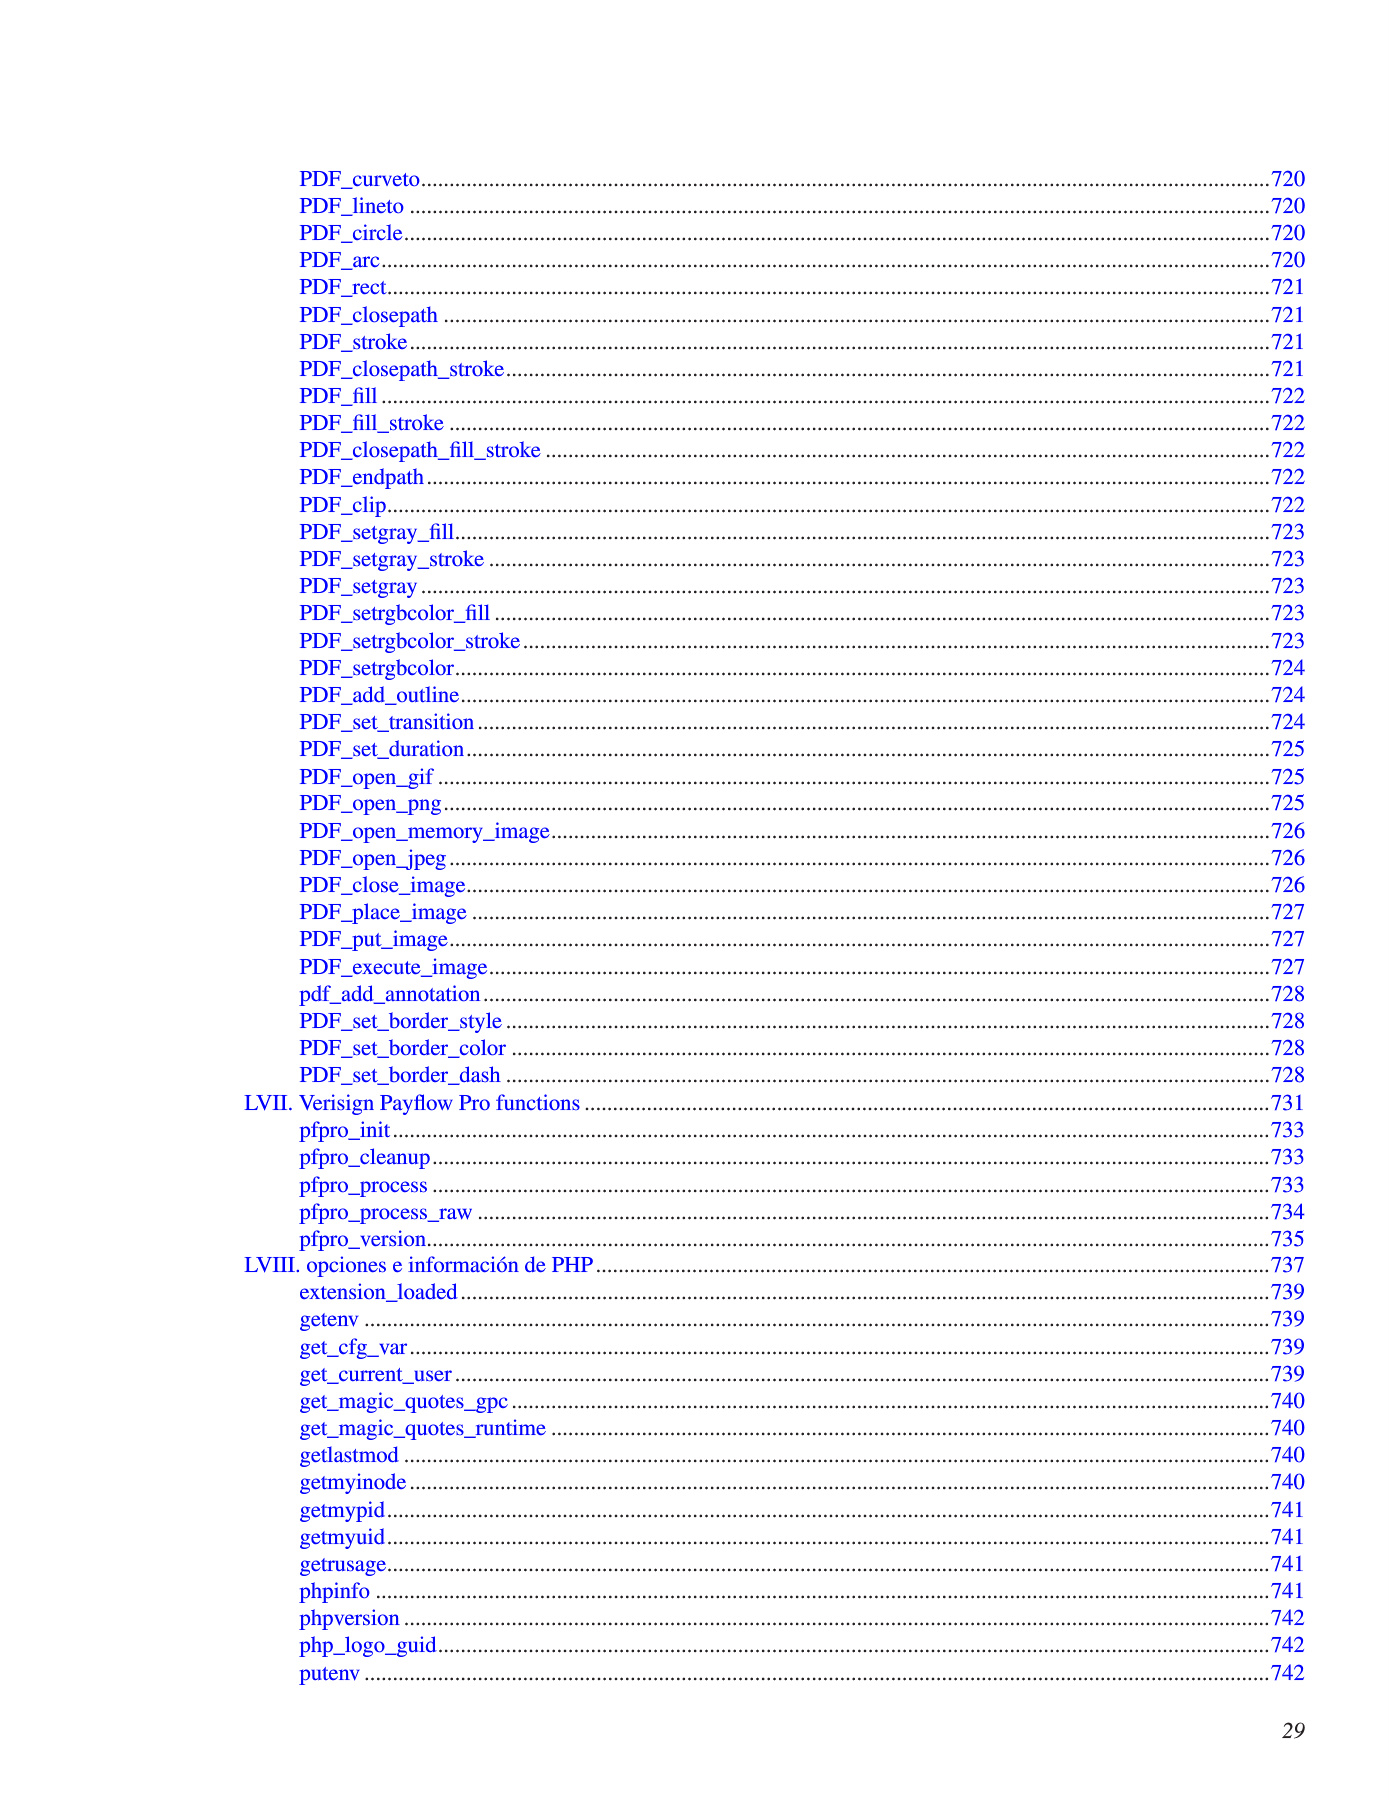 PDF_curveto 720
PDF_lineto 720
PDF_circle 720
PDF_arc 720
PDF_rect 721
PDF_closepath 721
PDF_stroke 721
PDF_closepath_stroke 721
PDF_fill 722
PDF_fill_stroke 722
PDF_closepath_fill_stroke 722
PDF_endpath 722
PDF_clip 722
PDF_setgray_fill 723
PDF_setgray_stroke 723
PDF_setgray 723
PDF_setrgbcolor_fill 723
PDF_setrgbcolor_stroke 723
PDF_setrgbcolor 724
PDF_add_outline 724
PDF_set_transition 724
PDF_set_duration 725
PDF_open_gif 725
PDF_open_png 725
PDF_open_memory_image 726
PDF_open_jpeg 726
PDF_close_image 726
PDF_place_image 727
PDF_put_image 727
PDF_execute_image 727
pdf_add_annotation 728
PDF_set_border_style 728
PDF_set_border_color 728
PDF_set_border_dash 728
LVII. Verisign Payflow Pro functions 731
pfpro_init 733
pfpro_cleanup 733
pfpro_process 733
pfpro_process_raw 734
pfpro_version 735
LVIII. opciones e información de PHP 737
extension_loaded 739
getenv 739
get_cfg_var 739
get_current_user 739
get_magic_quotes_gpc 740
get_magic_quotes_runtime 740
getlastmod 740
getmyinode 740
getmypid 741
getmyuid 741
getrusage 741
phpinfo 741
phpversion 742
php_logo_guid 742
putenv 742
29